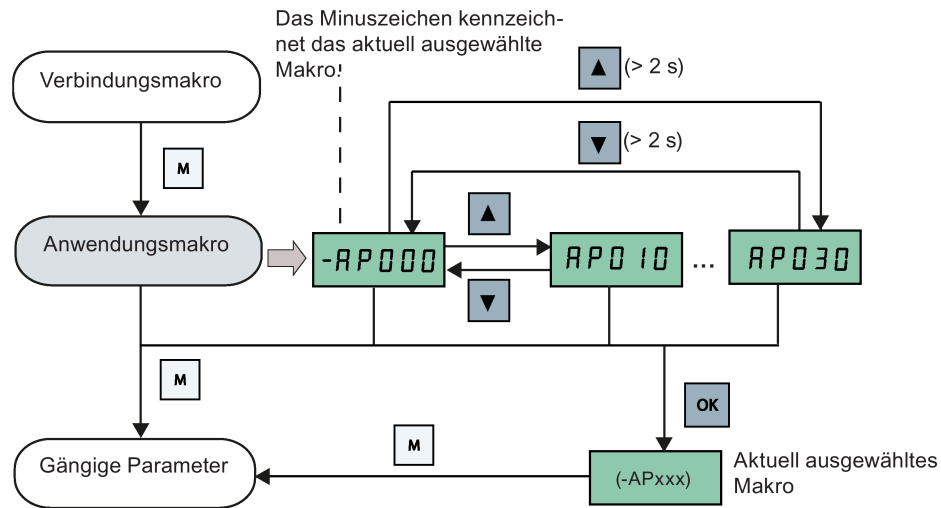 Das Minuszeichen kennzeich-
net das aktuell ausgewählte
Makro.
Verbindungsmakro
▲ (> 2 s)
▼ (> 2 s)
M
▲
Anwendungsmakro
-AP000
AP010
...
AP030
▼
M
OK
M
Gängige Parameter
(-APxxx)
Aktuell ausgewähltes
Makro